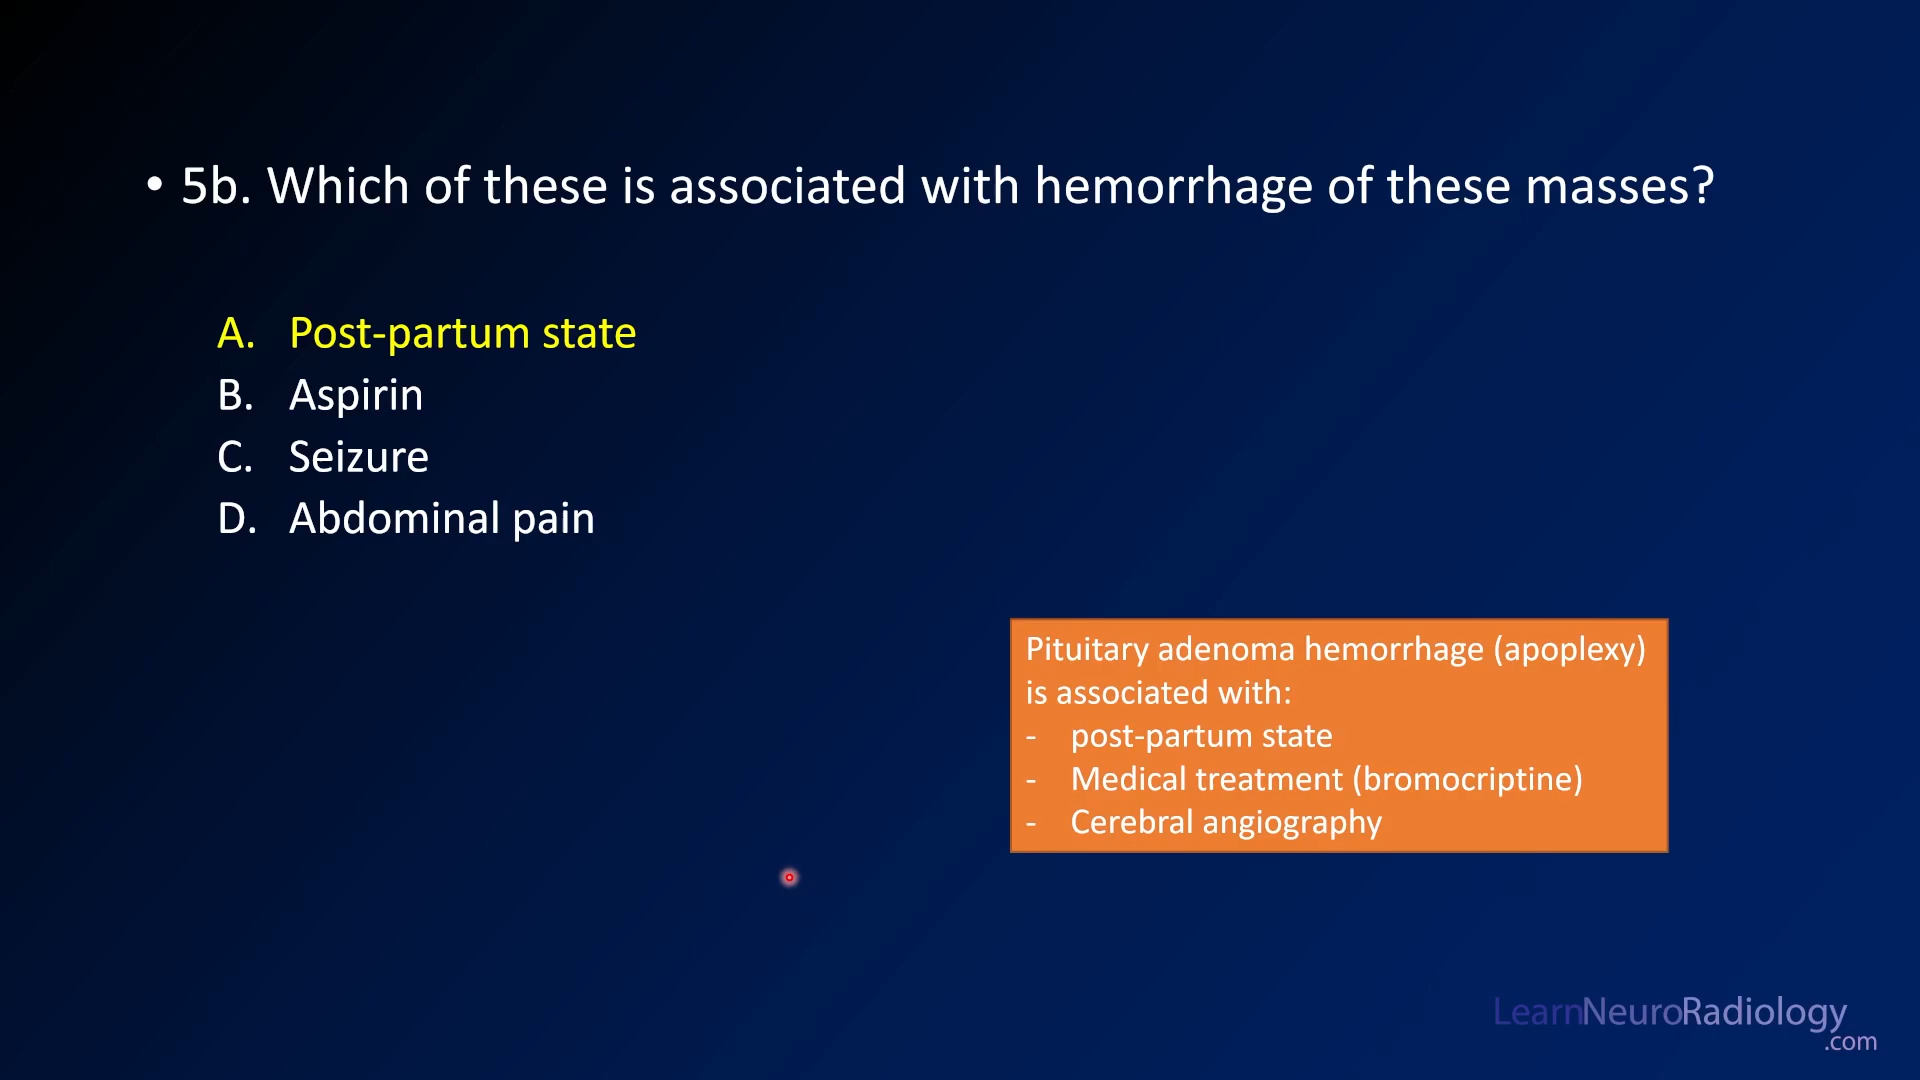 • 5b. Which of these is associated with hemorrhage of these masses?
A. Post-partum state
B. Aspirin
C. Seizure
D. Abdominal pain
Pituitary adenoma hemorrhage (apoplexy)
is associated with:
- post-partum state
- Medical treatment (bromocriptine)
- Cerebral angiography
LearnNeuroRadiology
.com